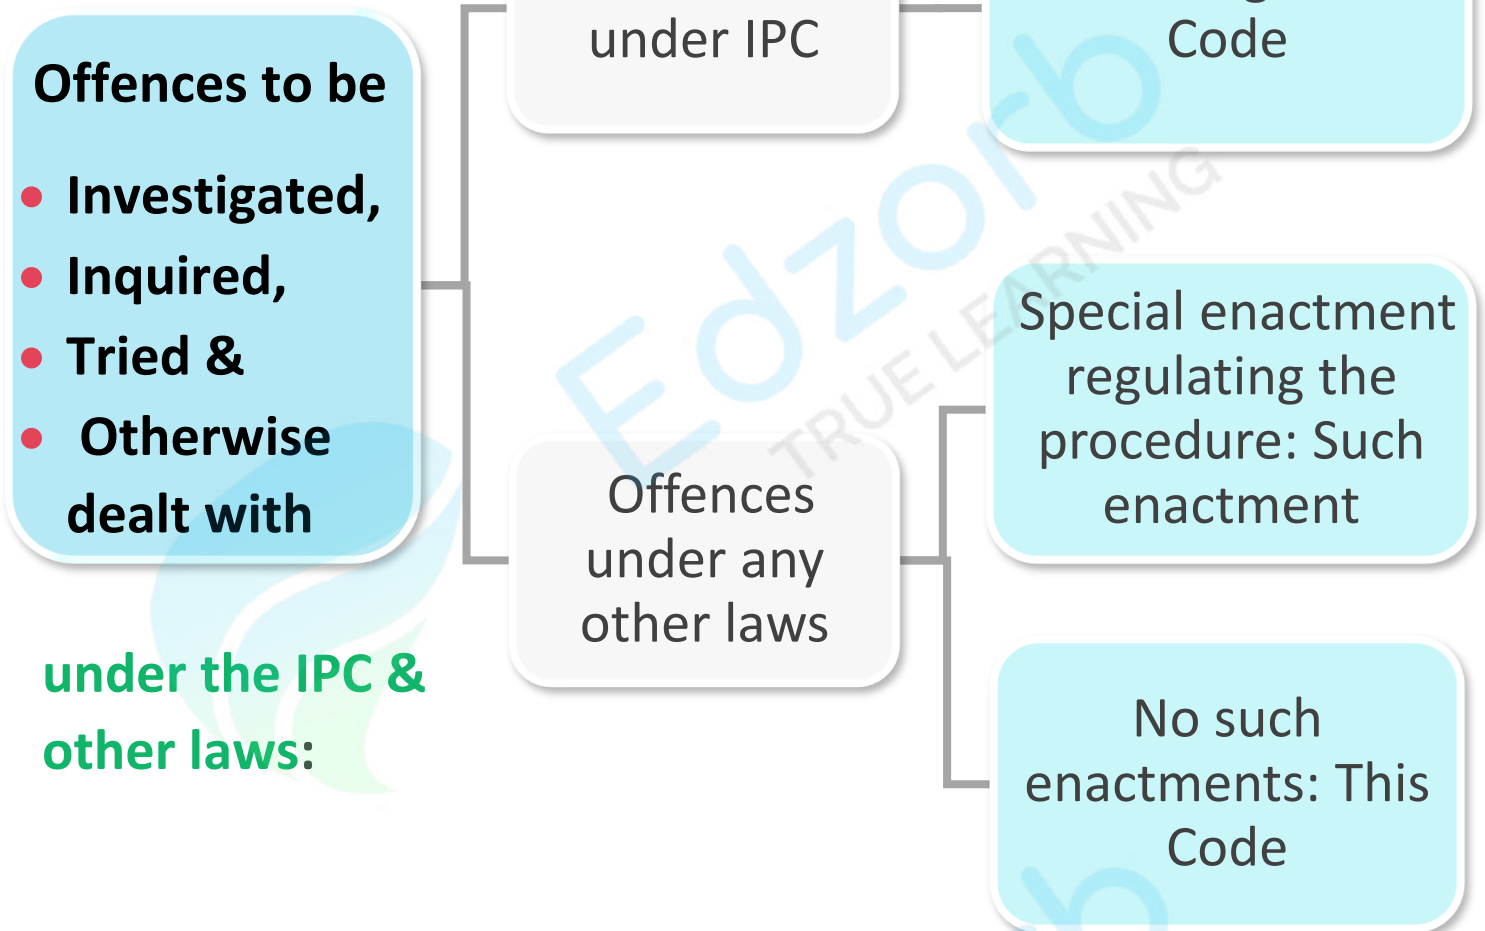 Offences to be
• Investigated,
• Inquired,
• Tried &
• Otherwise
dealt with
under the IPC &
other laws:
under IPC
Code
Offences
under any
other laws
Special enactment
regulating the
procedure: Such
enactment
No such
enactments: This
Code
Edzorb
TRUE LEARNING